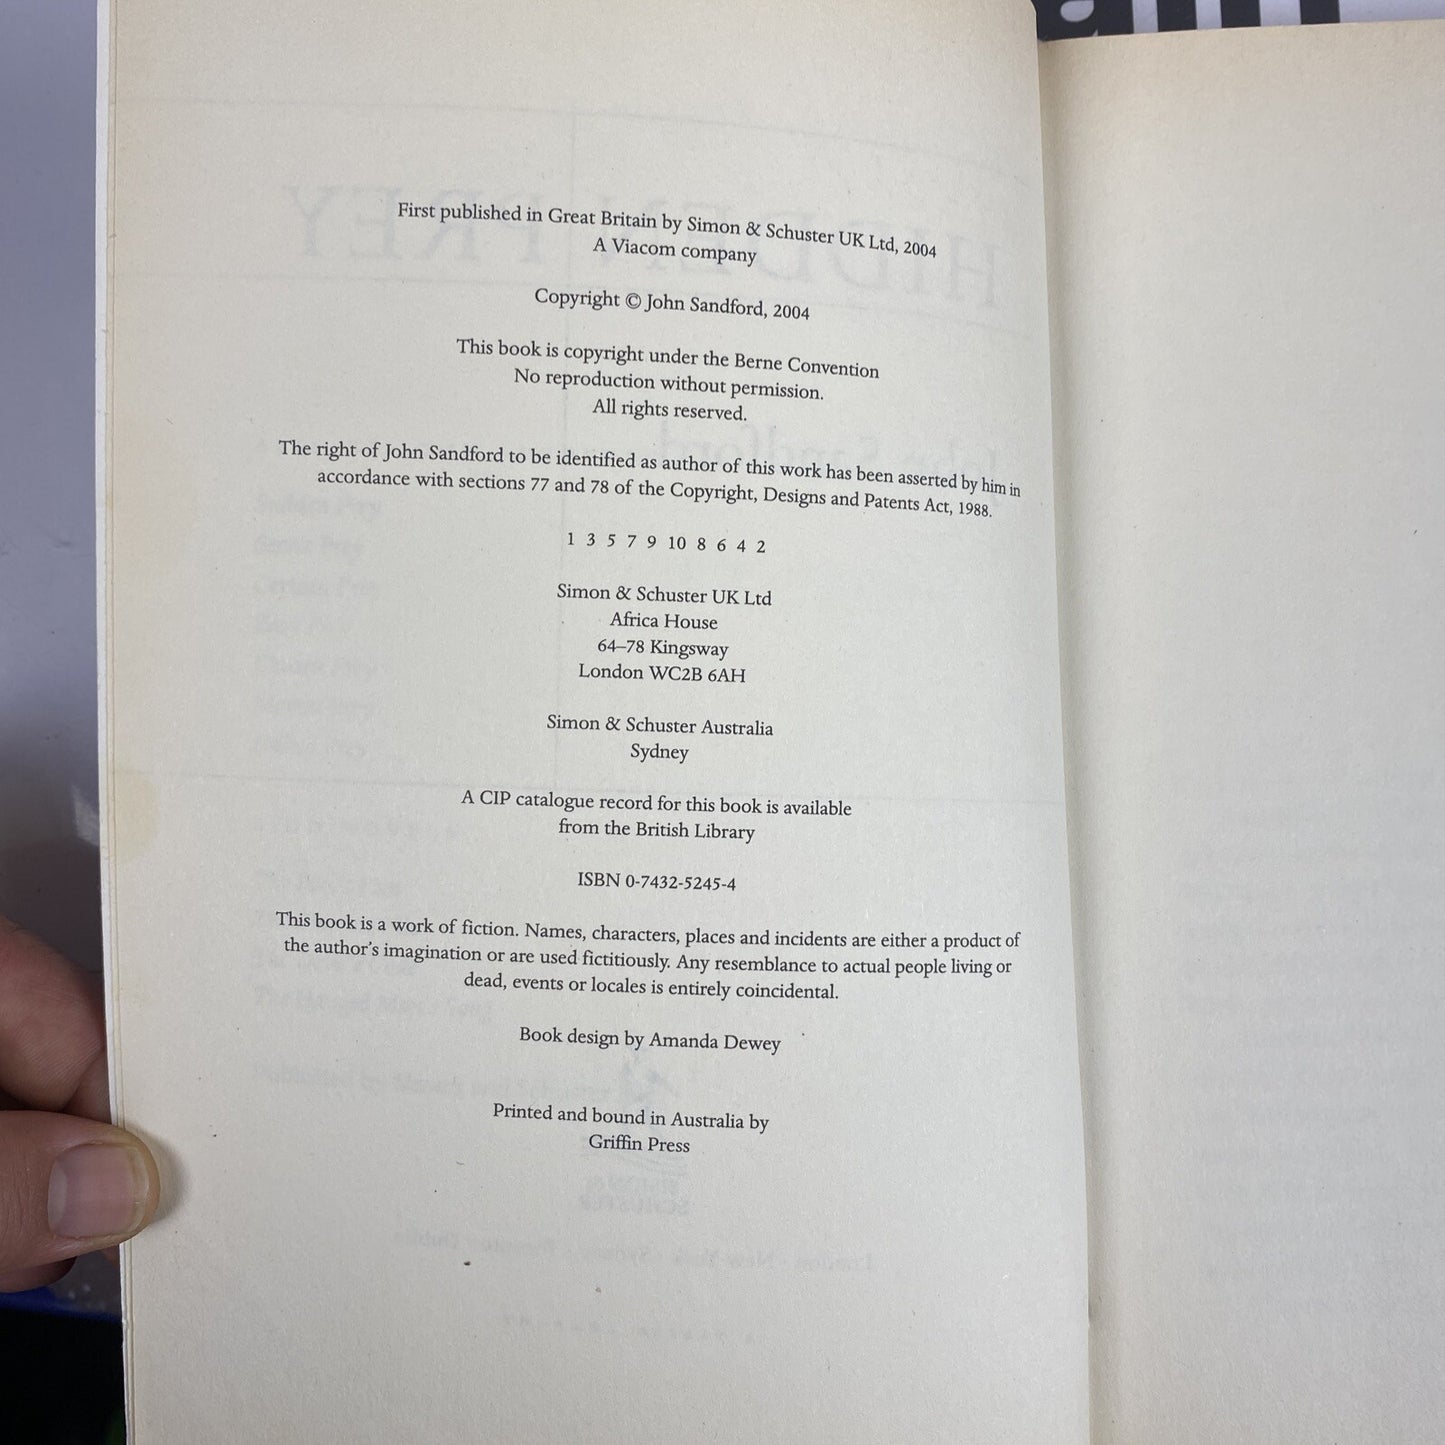 First published in Great Britain by Simon & Schuster UK Ltd, 2004
A Viacom company
Copyright © John Sandford, 2004
This book is copyright under the Berne Convention
No reproduction without permission.
All rights reserved.
The right of John Sandford to be identified as author of this work has been asserted by him in
accordance with sections 77 and 78 of the Copyright, Designs and Patents Act, 1988.
1 3 5 7 9 10 8 6 4 2
Simon & Schuster UK Ltd
Africa House
64–78 Kingsway
London WC2B 6AH
Simon & Schuster Australia
Sydney
A CIP catalogue record for this book is available
from the British Library
ISBN 0-7432-5245-4
This book is a work of fiction. Names, characters, places and incidents are either a product of
the author's imagination or are used fictitiously. Any resemblance to actual people living or
dead, events or locales is entirely coincidental.
Book design by Amanda Dewey
Printed and bound in Australia by
Griffin Press